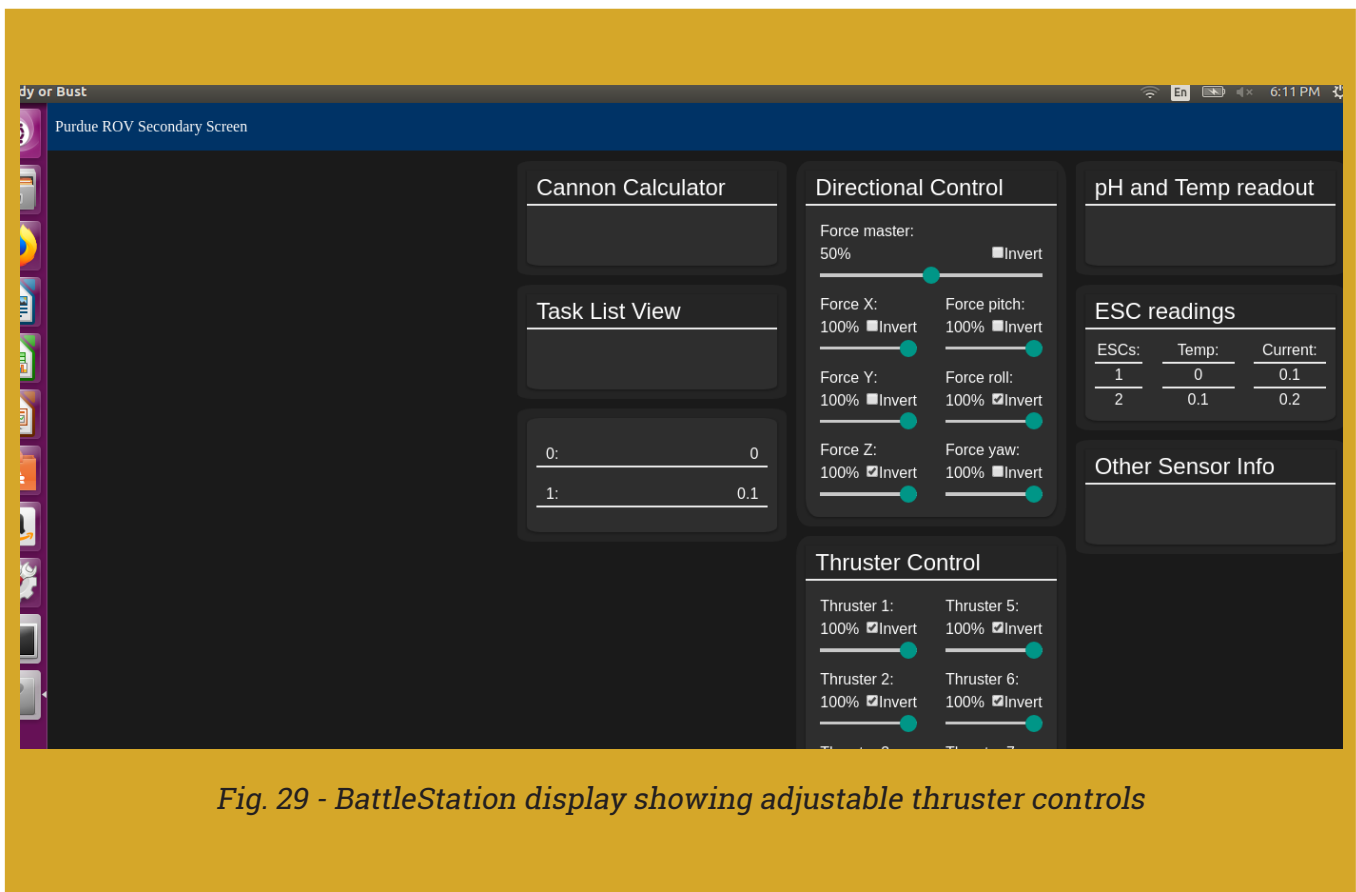 dy or Bust
En
6:11 PM
Purdue ROV Secondary Screen
Cannon Calculator
Task List View
0: 0
1: 0.1
Directional Control
Force master:
50% Invert
Force X: Force pitch:
100% Invert 100% Invert
Force Y: Force roll:
100% Invert 100% Invert
Force Z: Force yaw:
100% Invert 100% Invert
Thruster Control
Thruster 1: Thruster 5:
100% Invert 100% Invert
Thruster 2: Thruster 6:
100% Invert 100% Invert
pH and Temp readout
ESC readings
ESCs: Temp: Current:
1 0 0.1
2 0.1 0.2
Other Sensor Info
Fig. 29 - BattleStation display showing adjustable thruster controls